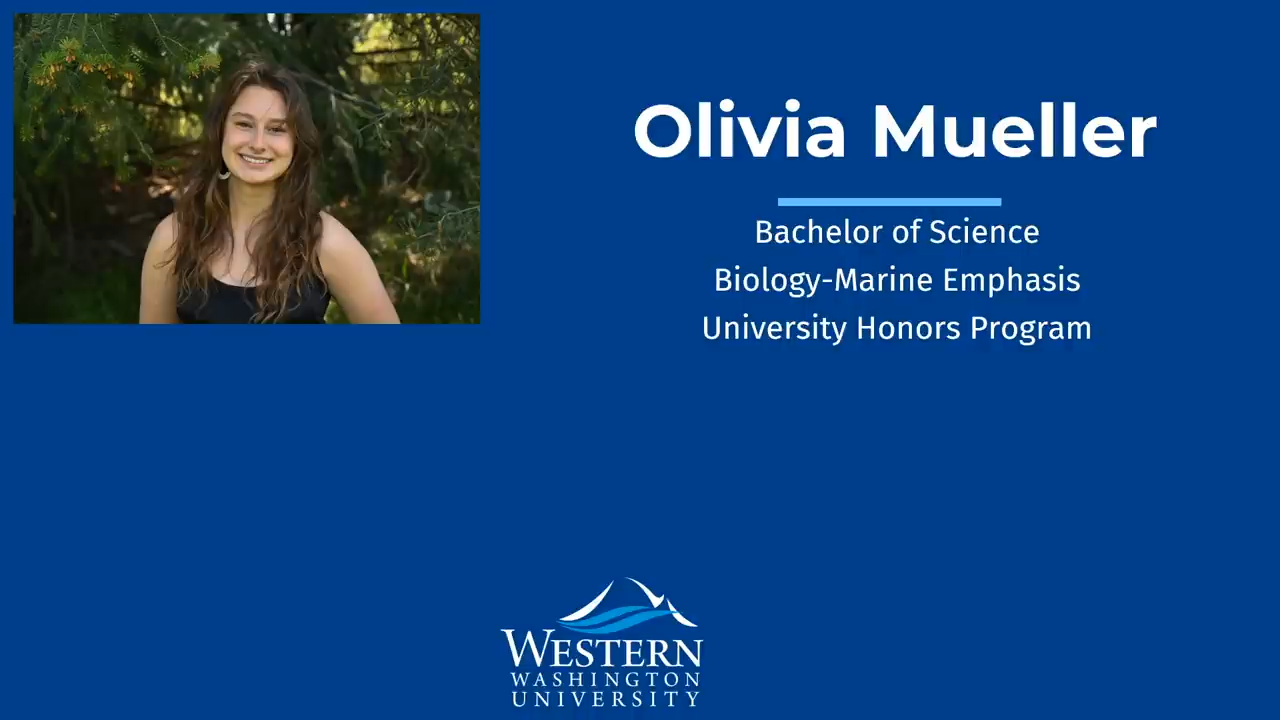 Olivia Mueller
Bachelor of Science
Biology-Marine Emphasis
University Honors Program
WESTERN
WASHINGTON
UNIVERSITY